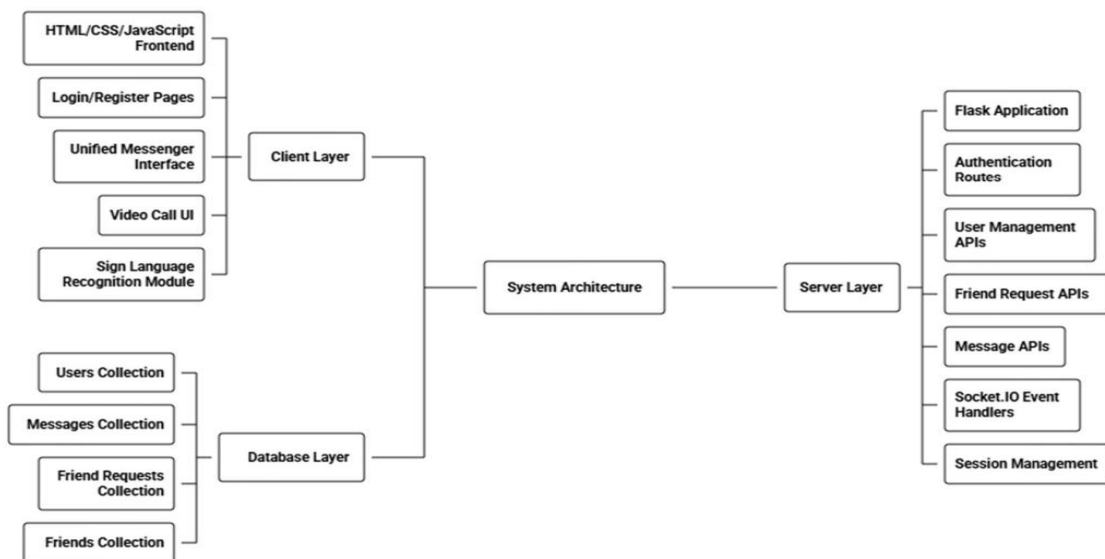 HTML/CSS/JavaScript
Frontend
Login/Register Pages
Unified Messenger
Interface
Video Call UI
Sign Language
Recognition Module
Client Layer
Users Collection
Messages Collection
Friend Requests
Collection
Friends Collection
Database Layer
System Architecture
Server Layer
Flask Application
Authentication
Routes
User Management
APIs
Friend Request APIs
Message APIs
Socket.IO Event
Handlers
Session Management